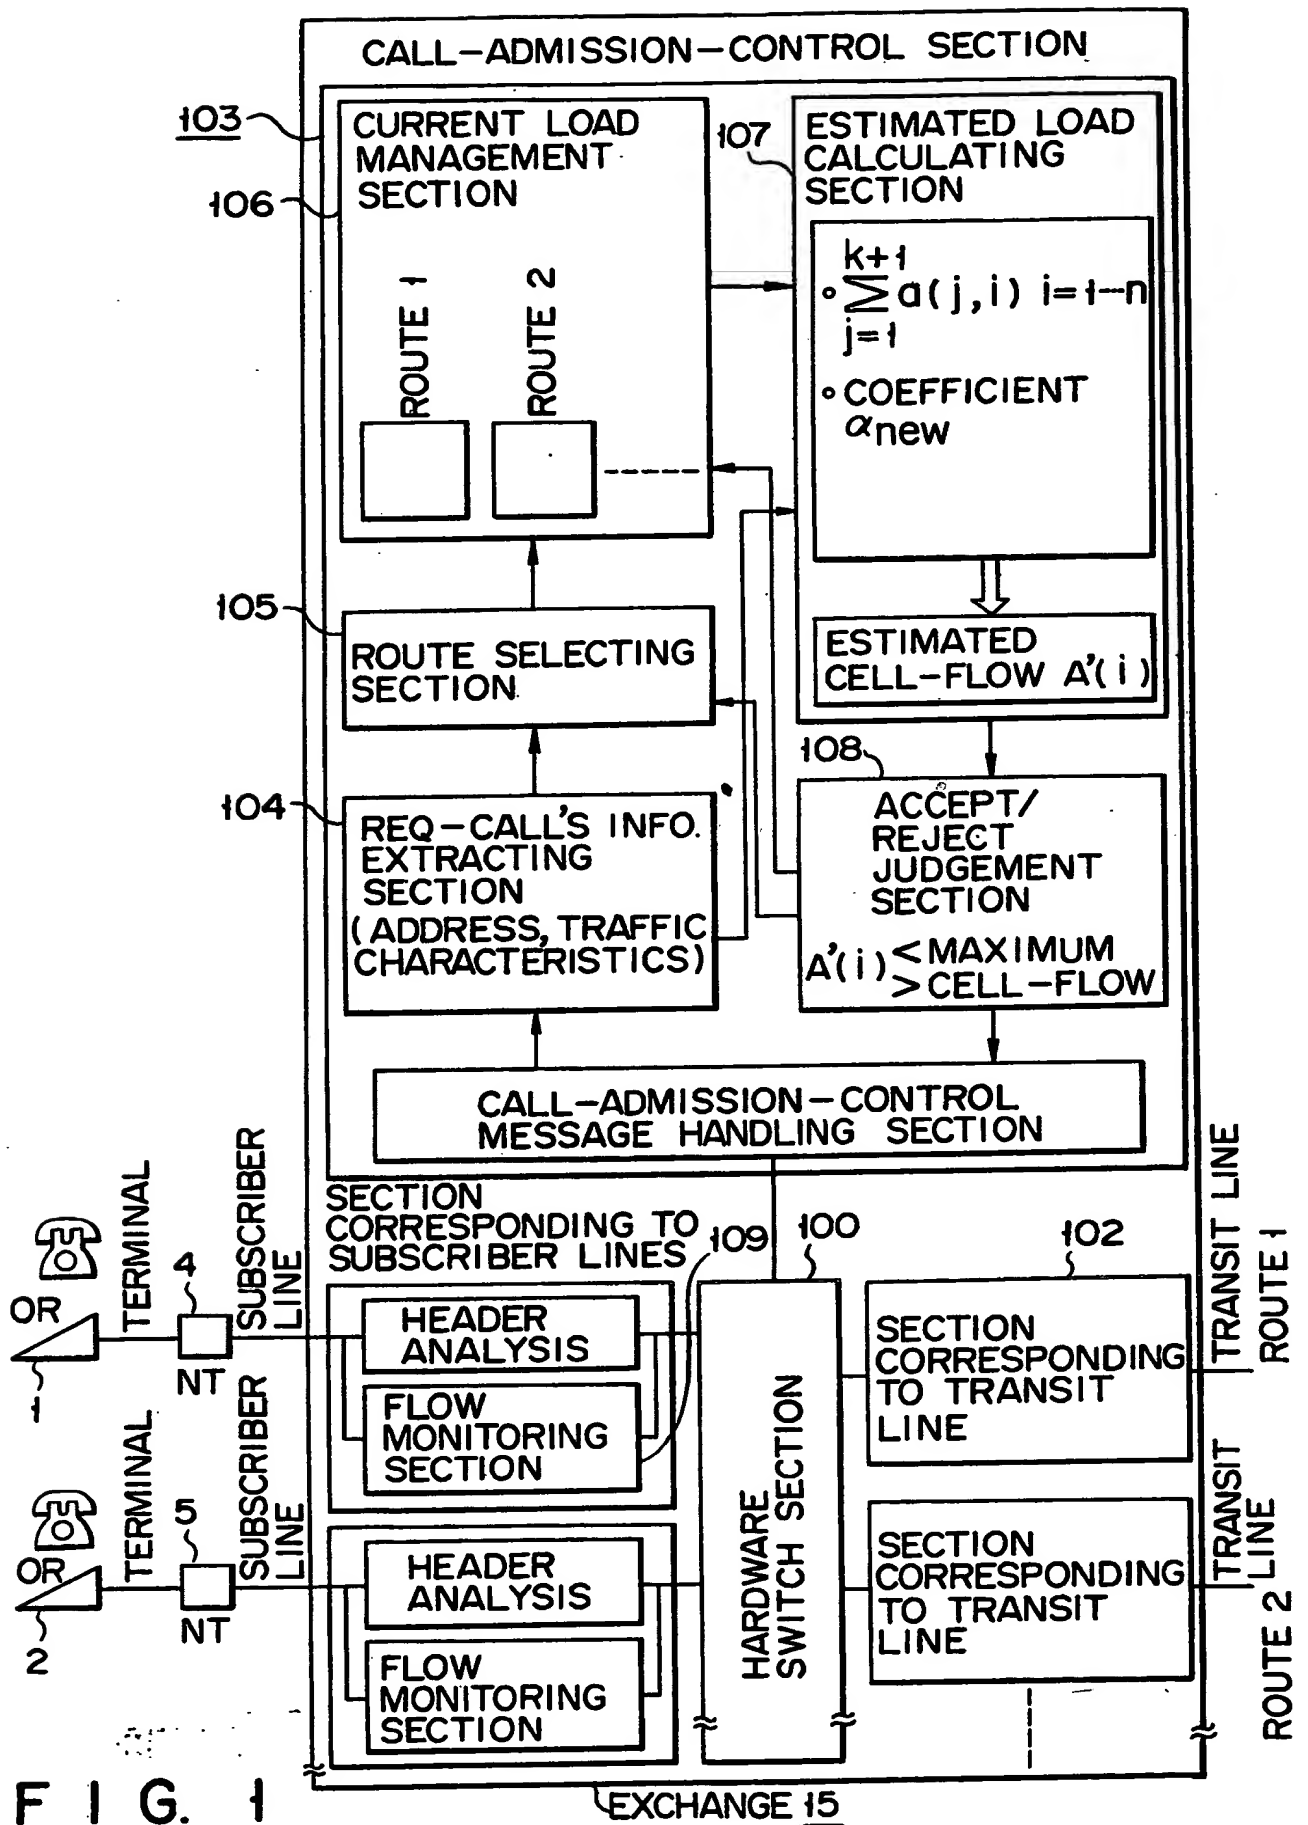 CALL-ADMISSION-CONTROL SECTION
103
CURRENT LOAD
MANAGEMENT
SECTION
106
ROUTE 1
ROUTE 2
107
ESTIMATED LOAD
CALCULATING
SECTION
k+1
∘ ∑ a(j,i) i=1--n
j=1
∘ COEFFICIENT
αnew
ESTIMATED
CELL-FLOW A'(i)
105
ROUTE SELECTING
SECTION
104
REQ-CALL'S INFO.
EXTRACTING
SECTION
(ADDRESS, TRAFFIC
CHARACTERISTICS)
108
ACCEPT/
REJECT
JUDGEMENT
SECTION
A'(i) < MAXIMUM
> CELL-FLOW
CALL-ADMISSION-CONTROL
MESSAGE HANDLING SECTION
SECTION
CORRESPONDING TO
SUBSCRIBER LINES
109
100
102
OR
1
TERMINAL
4
NT
SUBSCRIBER
LINE
HEADER
ANALYSIS
FLOW
MONITORING
SECTION
HARDWARE
SWITCH SECTION
SECTION
CORRESPONDING
TO TRANSIT
LINE
TRANSIT LINE
ROUTE 1
OR
2
TERMINAL
5
NT
SUBSCRIBER
LINE
HEADER
ANALYSIS
FLOW
MONITORING
SECTION
SECTION
CORRESPONDING
TO TRANSIT
LINE
TRANSIT
LINE
ROUTE 2
EXCHANGE 15
FIG. 1